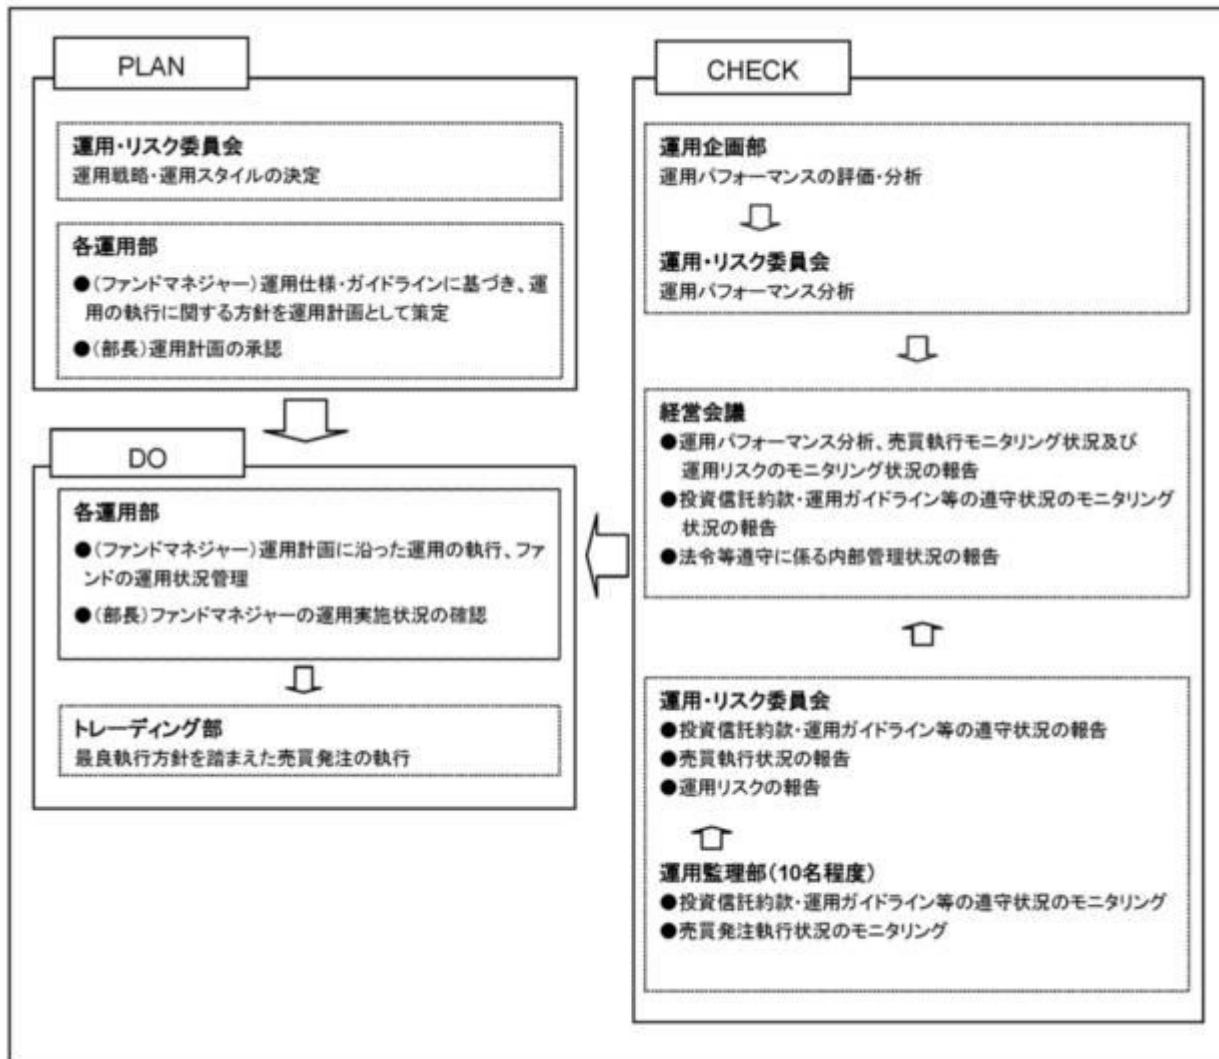 PLAN
運用・リスク委員会
運用戦略・運用スタイルの決定
各運用部
●(ファンドマネジャー)運用仕様・ガイドラインに基づき、運
用の執行に関する方針を運用計画として策定
●(部長)運用計画の承認
DO
各運用部
●(ファンドマネジャー)運用計画に沿った運用の執行、ファ
ンドの運用状況管理
●(部長)ファンドマネジャーの運用実施状況の確認
トレーディング部
最良執行方針を踏まえた売買発注の執行
CHECK
運用企画部
運用パフォーマンスの評価・分析
運用・リスク委員会
運用パフォーマンス分析
経営会議
●運用パフォーマンス分析、売買執行モニタリング状況及び
運用リスクのモニタリング状況の報告
●投資信託約款・運用ガイドライン等の遵守状況のモニタリング
状況の報告
●法令等遵守に係る内部管理状況の報告
運用・リスク委員会
●投資信託約款・運用ガイドライン等の遵守状況の報告
●売買執行状況の報告
●運用リスクの報告
運用監理部(10名程度)
●投資信託約款・運用ガイドライン等の遵守状況のモニタリング
●売買発注執行状況のモニタリング